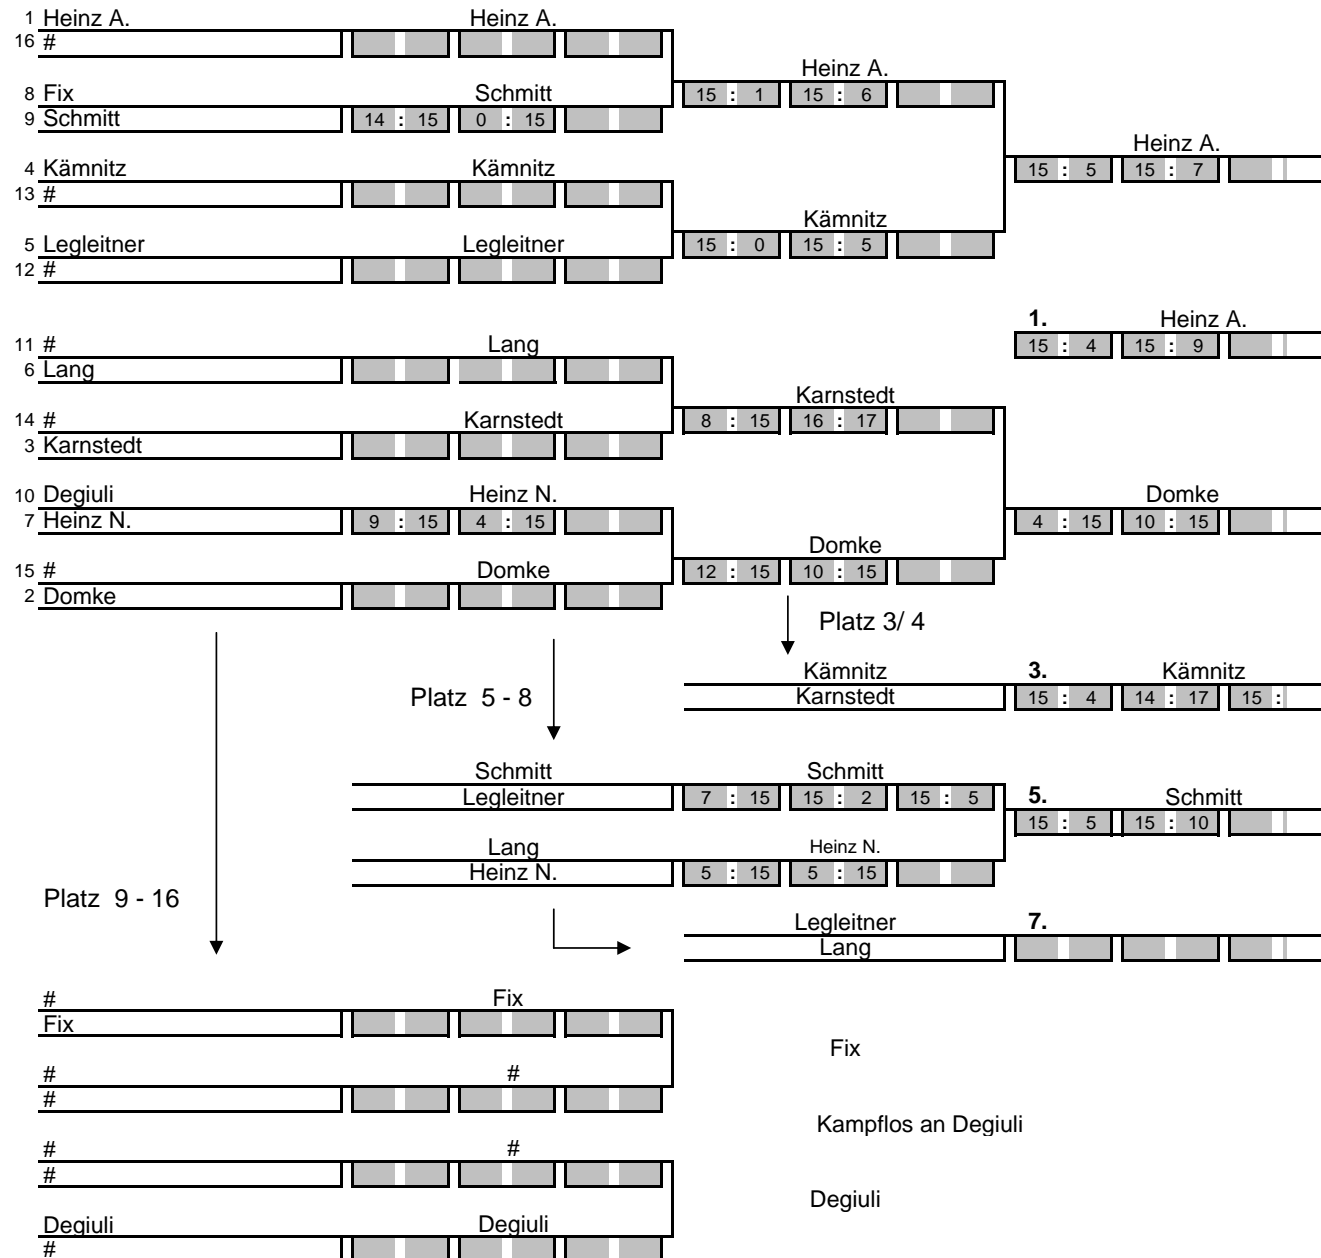 1 Heinz A. Heinz A.
16 #
Heinz A.
8 Fix Schmitt 15 : 1 15 : 6
9 Schmitt 14 : 15 0 : 15
Heinz A.
4 Kämnitz Kämnitz 15 : 5 15 : 7
13 #
Kämnitz
5 Legleitner Legleitner 15 : 0 15 : 5
12 #
1. Heinz A.
11 # Lang 15 : 4 15 : 9
6 Lang
Karnstedt
14 # Karnstedt 8 : 15 16 : 17
3 Karnstedt
10 Degiuli Heinz N. Domke
7 Heinz N. 9 : 15 4 : 15 4 : 15 10 : 15
Domke
15 # Domke 12 : 15 10 : 15
2 Domke
Platz 3/ 4
Kämnitz 3. Kämnitz
Platz 5 - 8 Karnstedt 15 : 4 14 : 17 15 :
Schmitt Schmitt
Legleitner 7 : 15 15 : 2 15 : 5 5. Schmitt
15 : 5 15 : 10
Lang Heinz N.
Heinz N. 5 : 15 5 : 15
Platz 9 - 16
Legleitner 7.
Lang
# Fix
Fix
Fix
# #
#
Kampflos an Degiuli
# #
#
Degiuli
Degiuli Degiuli
#